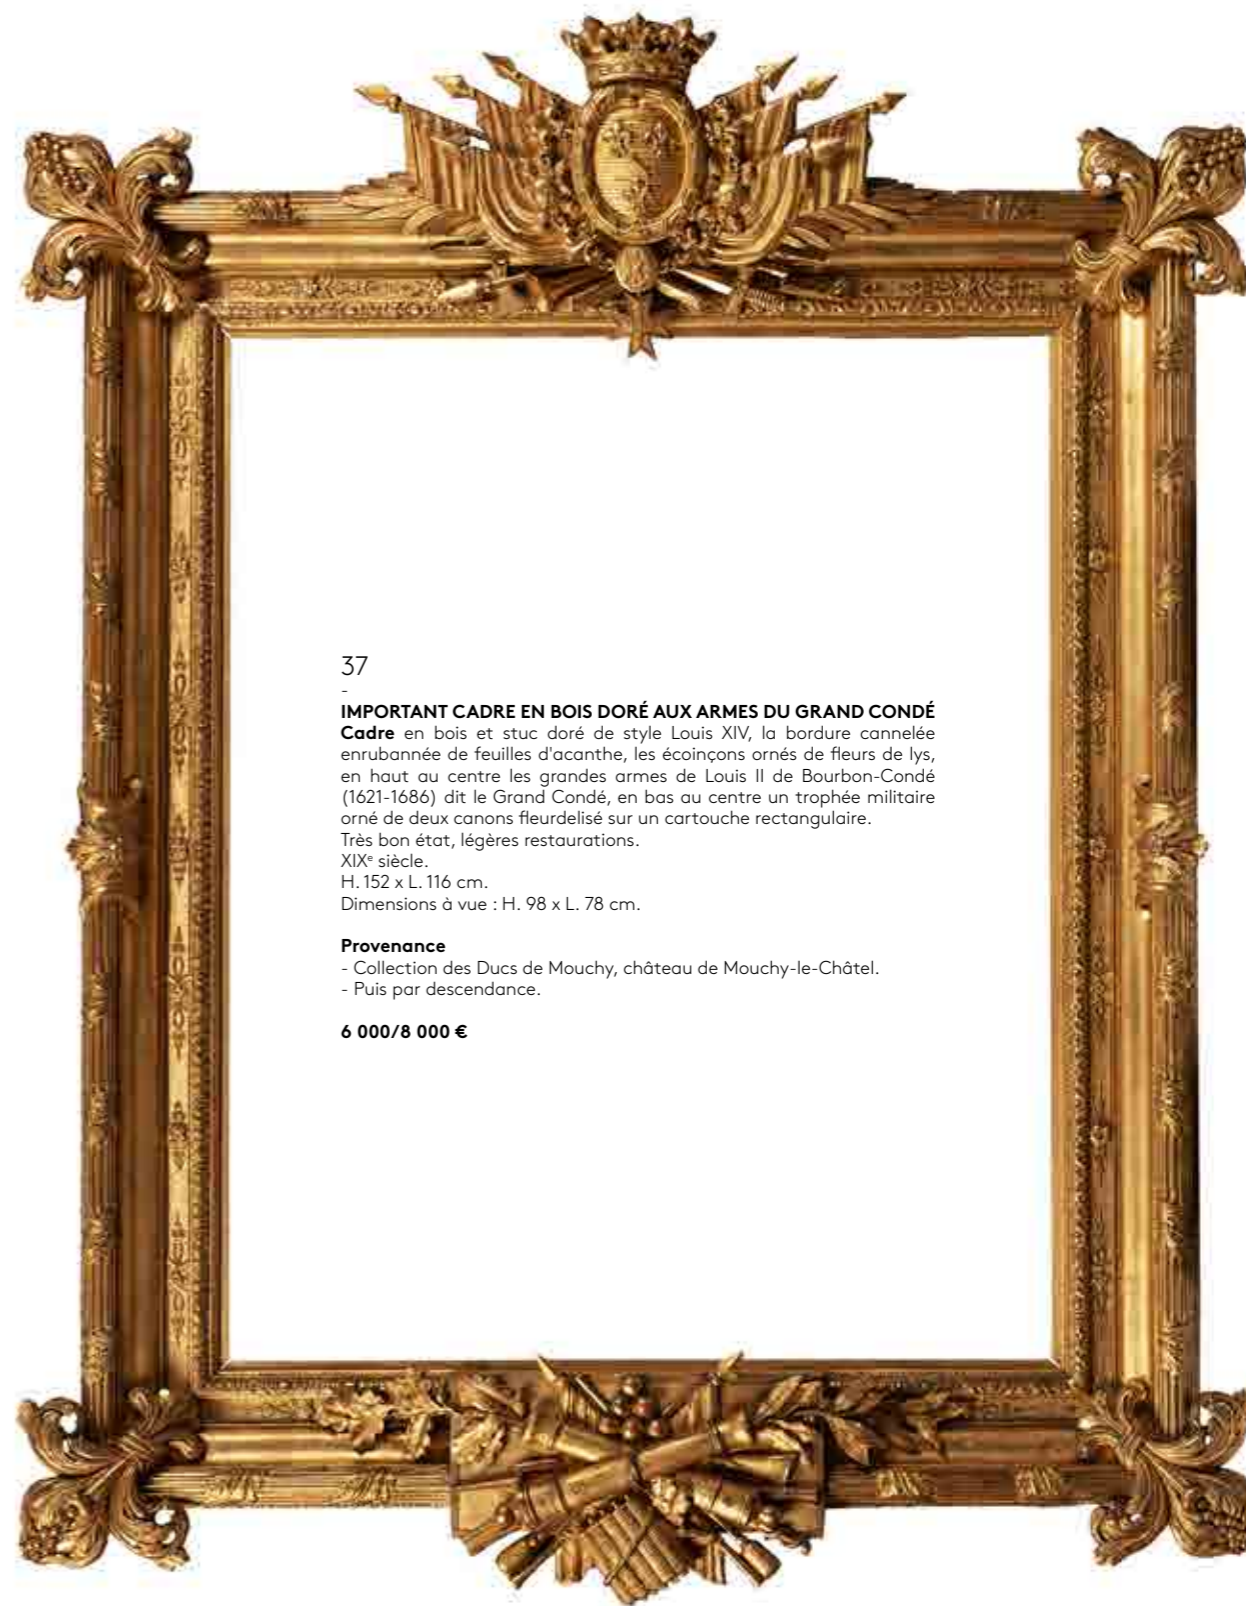 37
-
IMPORTANT CADRE EN BOIS DORÉ AUX ARMES DU GRAND CONDÉ
Cadre en bois et stuc doré de style Louis XIV, la bordure cannelée
enrubannée de feuilles d'acanthe, les écoinçons ornés de fleurs de lys,
en haut au centre les grandes armes de Louis II de Bourbon-Condé
(1621-1686) dit le Grand Condé, en bas au centre un trophée militaire
orné de deux canons fleurdelisé sur un cartouche rectangulaire.
Très bon état, légères restaurations.
XIXᵉ siècle.
H. 152 x L. 116 cm.
Dimensions à vue : H. 98 x L. 78 cm.
Provenance
- Collection des Ducs de Mouchy, château de Mouchy-le-Châtel.
- Puis par descendance.
6 000/8 000 €